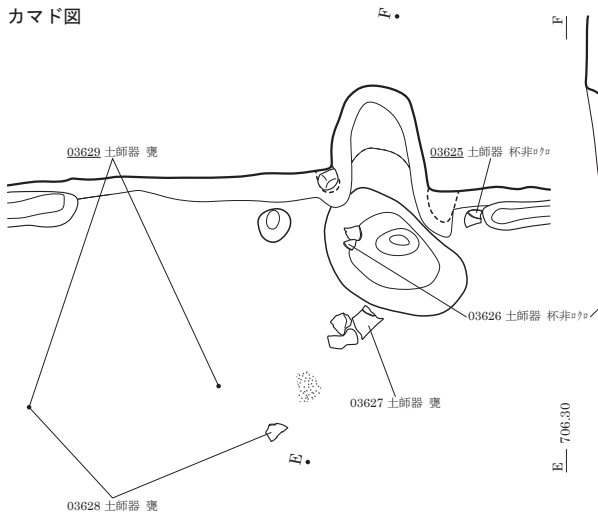 カマド図
F
F
03629 土師器 甕
03625 土師器 杯非ロクロ
03626 土師器 杯非ロクロ
03627 土師器 甕
E 706.30
E
03628 土師器 甕